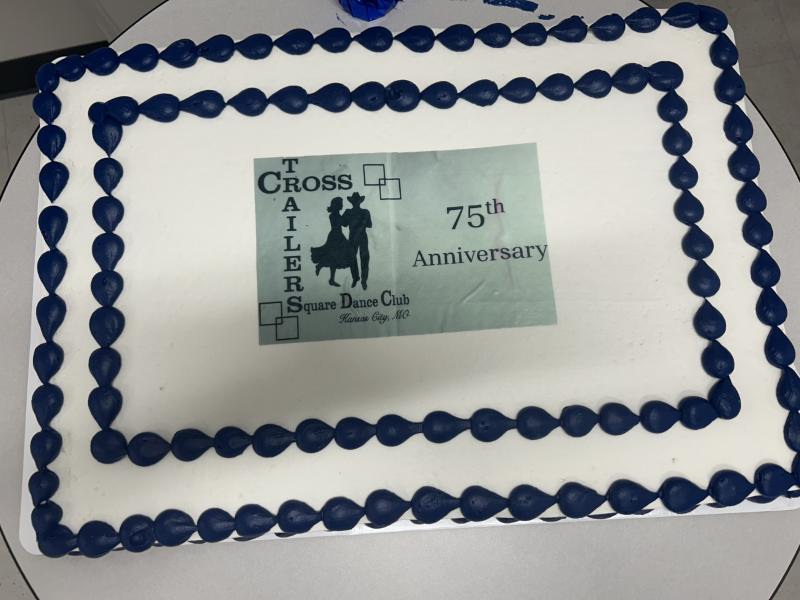 CROSS
TRAILERS
Square Dance Club
Kansas City, MO
75th
Anniversary